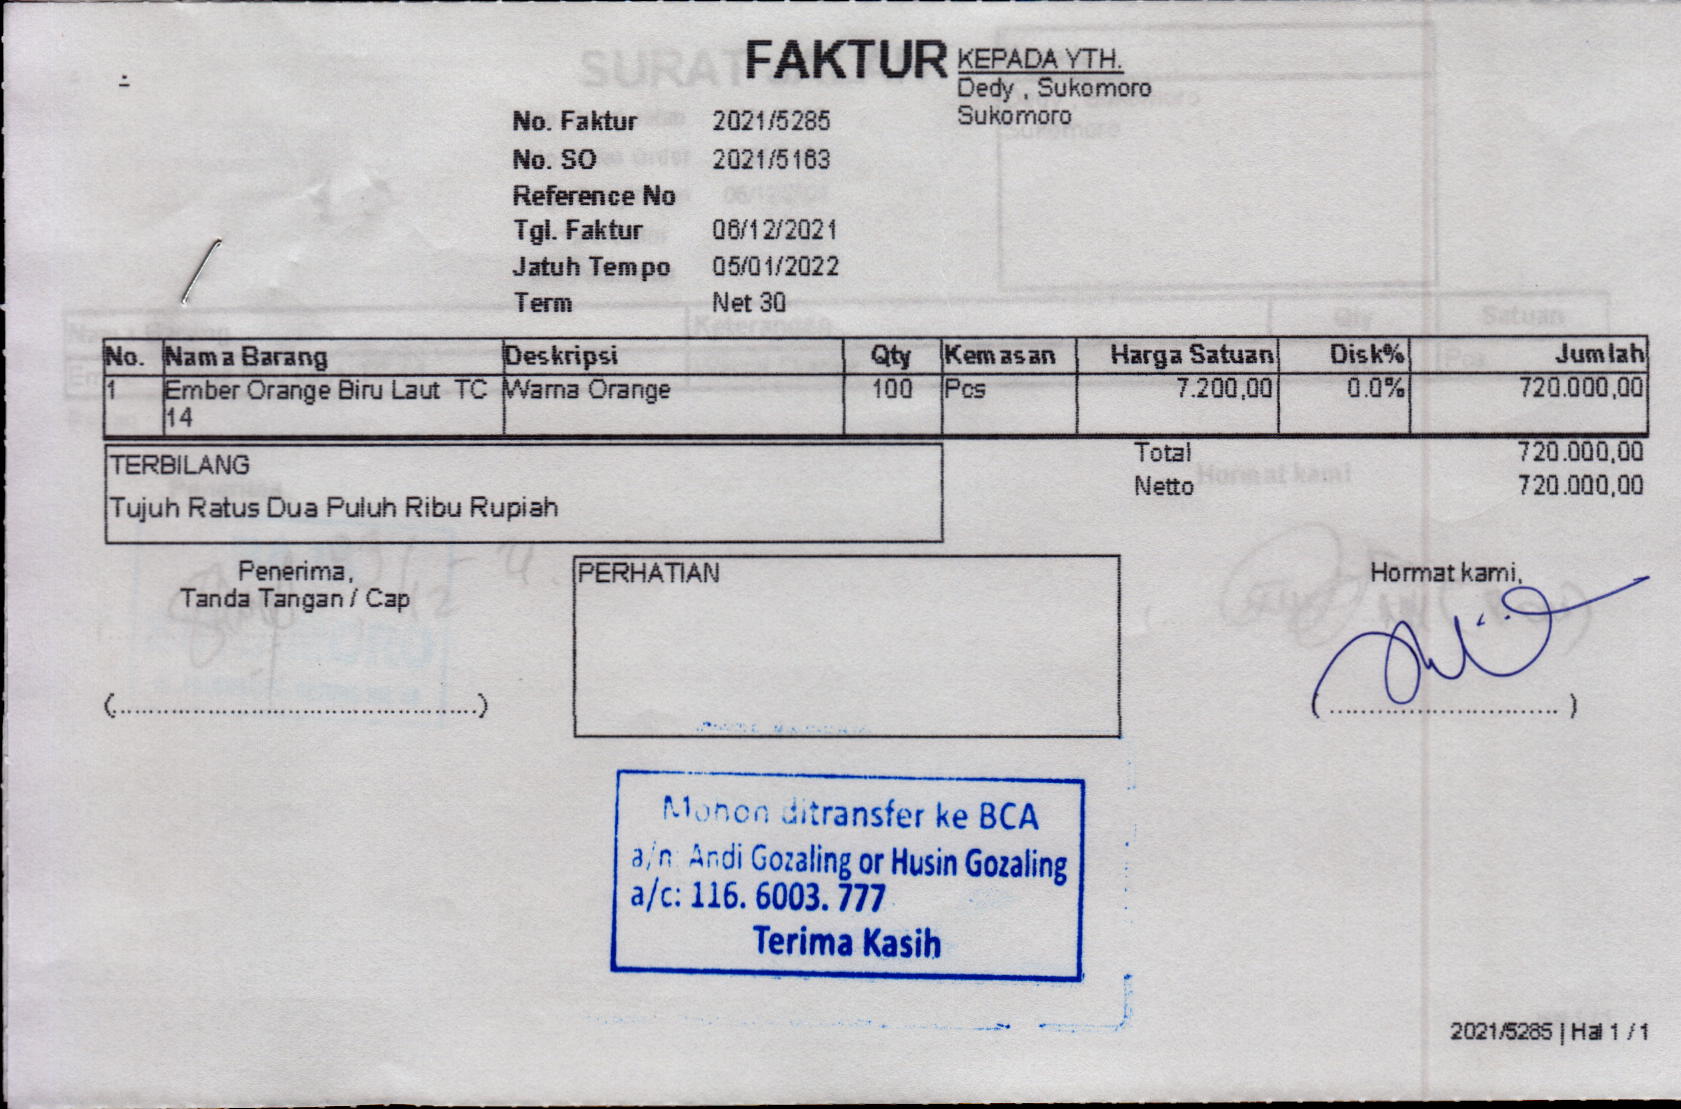 FAKTUR
KEPADA YTH.
Dedy , Sukomoro
Sukomoro
No. Faktur 2021/5285
No. SO 2021/5163
Reference No
Tgl. Faktur 06/12/2021
Jatuh Tempo 05/01/2022
Term Net 30
No. Nama Barang Deskripsi Qty Kemasan Harga Satuan Disk% Jumlah
1 Ember Orange Biru Laut TC Warna Orange 100 Pcs 7.200,00 0.0% 720.000,00
14
Total 720.000,00
Netto 720.000,00
TERBILANG
Tujuh Ratus Dua Puluh Ribu Rupiah
Penerima,
Tanda Tangan / Cap
PERHATIAN
Hormat kami,
Mohon ditransfer ke BCA
a/n: Andi Gozaling or Husin Gozaling
a/c: 116. 6003. 777
Terima Kasih
2021/5285 | Hal 1 / 1